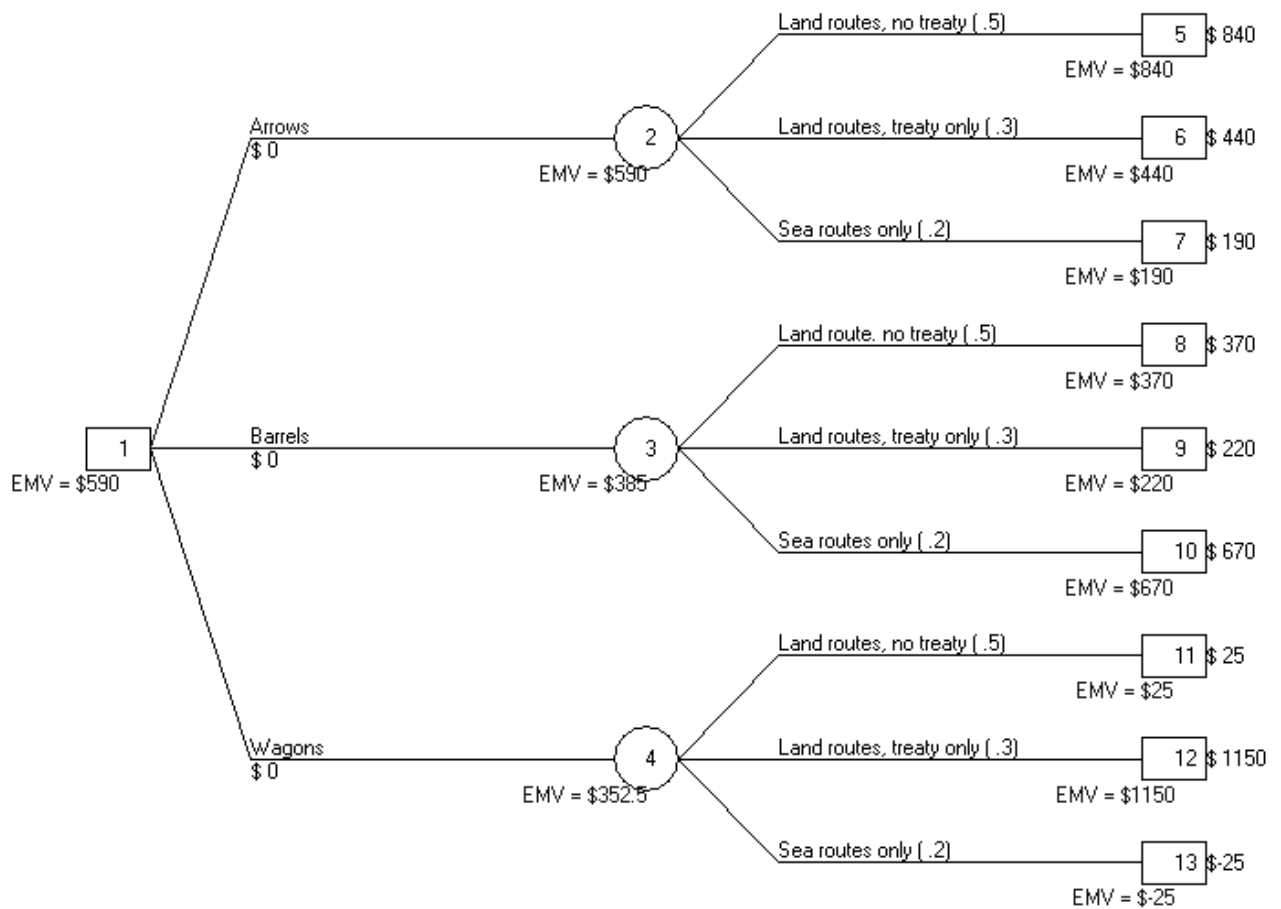 Land routes, no treaty ( .5)
5 $ 840
EMV = $840
Arrows
$ 0
2
EMV = $590
Land routes, treaty only ( .3)
6 $ 440
EMV = $440
Sea routes only ( .2)
7 $ 190
EMV = $190
1
EMV = $590
Barrels
$ 0
3
EMV = $385
Land route. no treaty ( .5)
8 $ 370
EMV = $370
Land routes, treaty only ( .3)
9 $ 220
EMV = $220
Sea routes only ( .2)
10 $ 670
EMV = $670
Wagons
$ 0
4
EMV = $352.5
Land routes, no treaty ( .5)
11 $ 25
EMV = $25
Land routes, treaty only ( .3)
12 $ 1150
EMV = $1150
Sea routes only ( .2)
13 $-25
EMV = $-25